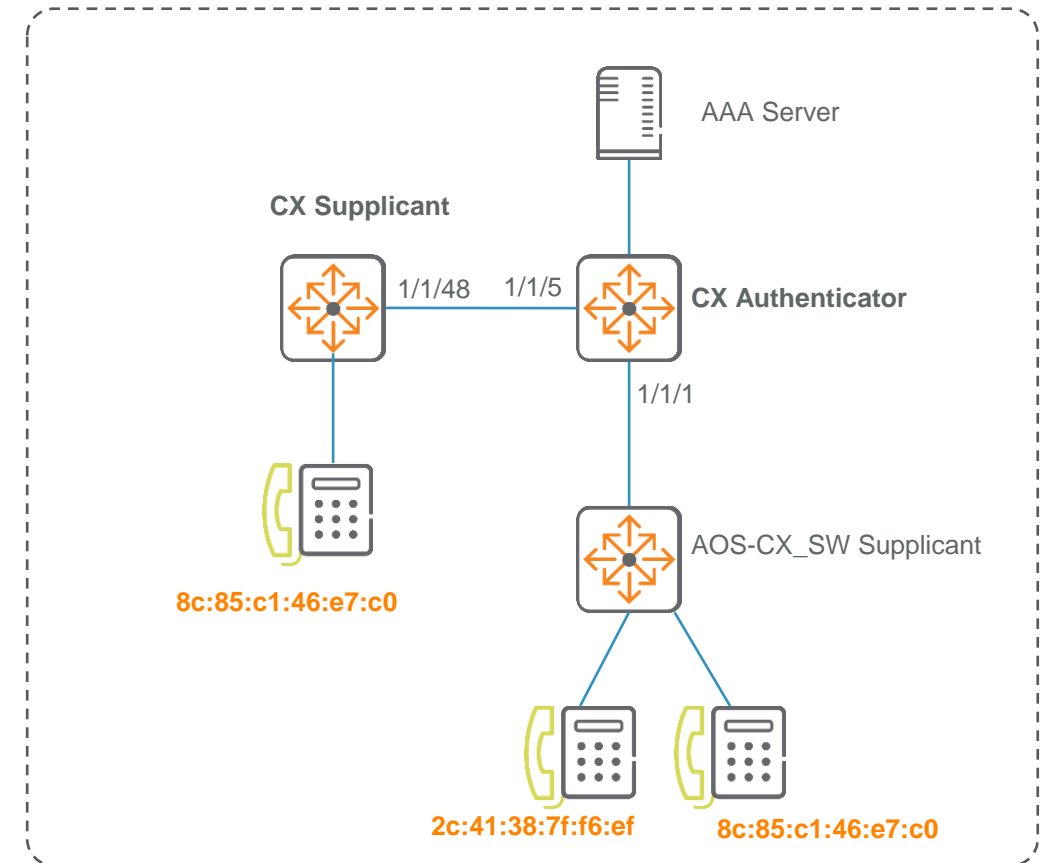 AAA Server
CX Supplicant
1/1/48
1/1/5
CX Authenticator
1/1/1
AOS-CX_SW Supplicant
8c:85:c1:46:e7:c0
2c:41:38:7f:f6:ef
8c:85:c1:46:e7:c0